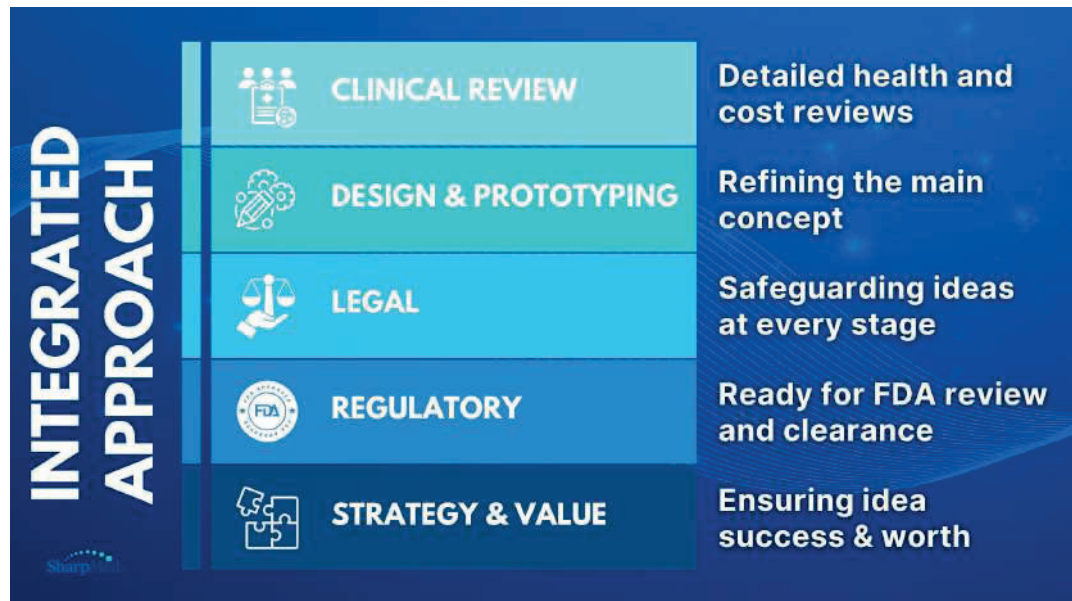 INTEGRATED
APPROACH
CLINICAL REVIEW
Detailed health and
cost reviews
DESIGN & PROTOTYPING
Refining the main
concept
LEGAL
Safeguarding ideas
at every stage
FDA
REGULATORY
Ready for FDA review
and clearance
STRATEGY & VALUE
Ensuring idea
success & worth
SharpMed